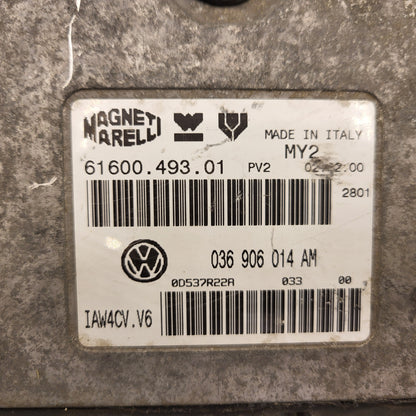 MAGNETI
MARELLI
MADE IN ITALY
MY2
61600.493.01 PV2
2801
036 906 014 AM
0D537R22A 033 00
IAW4CV.V6